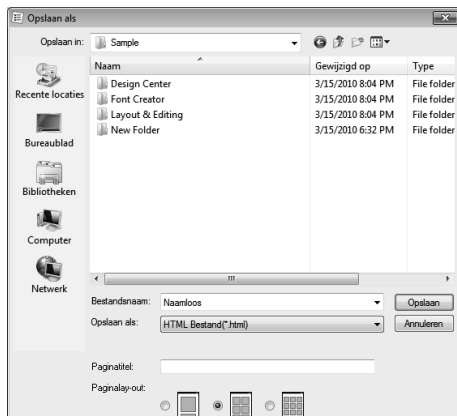 Opslaan als
Opslaan in: Sample
Naam Gewijzigd op Type
Recente locaties
Bureaublad
Bibliotheken
Computer
Netwerk
Design Center 3/15/2010 8:04 PM File folder
Font Creator 3/15/2010 8:04 PM File folder
Layout & Editing 3/15/2010 8:04 PM File folder
New Folder 3/15/2010 6:32 PM File folder
Bestandsnaam: Naamloos Opslaan
Opslaan als: HTML Bestand(*.html) Annuleren
Paginatitel:
Paginalay-out: